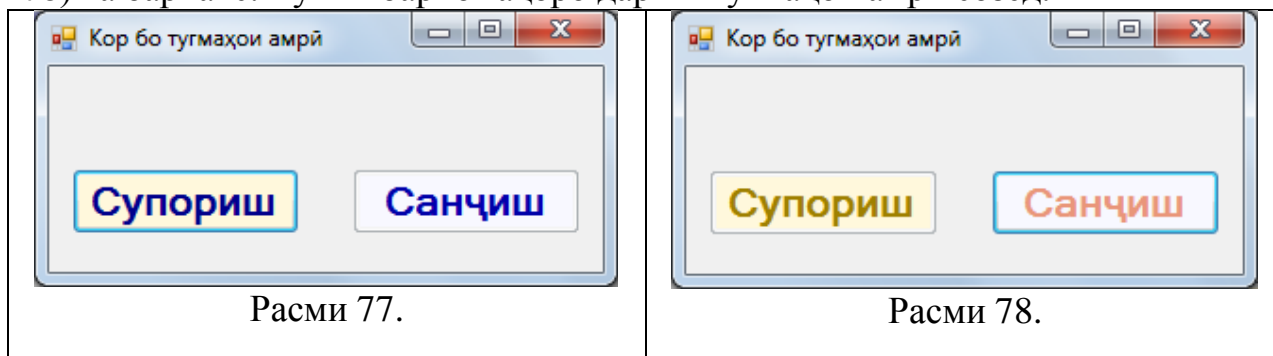 Кор бо тугмаҳои амрӣ
Супориш Санҷиш
Расми 77.
Кор бо тугмаҳои амрӣ
Супориш Санҷиш
Расми 78.